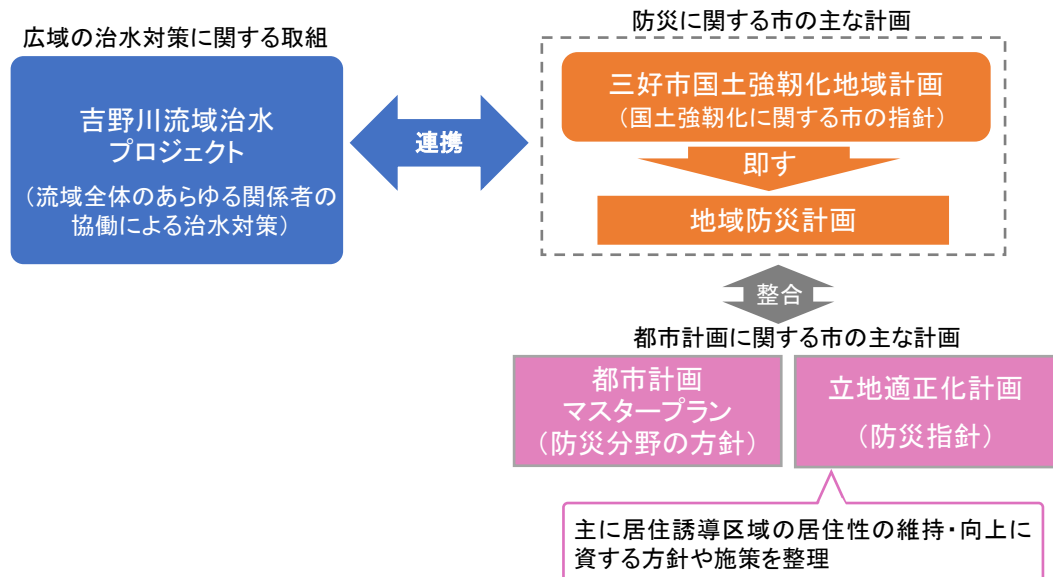 広域の治水対策に関する取組
吉野川流域治水
プロジェクト
（流域全体のあらゆる関係者の
協働による治水対策）
連携
防災に関する市の主な計画
三好市国土強靭化地域計画
（国土強靭化に関する市の指針）
即す
地域防災計画
整合
都市計画に関する市の主な計画
都市計画
マスタープラン
（防災分野の方針）
立地適正化計画
（防災指針）
主に居住誘導区域の居住性の維持・向上に
資する方針や施策を整理